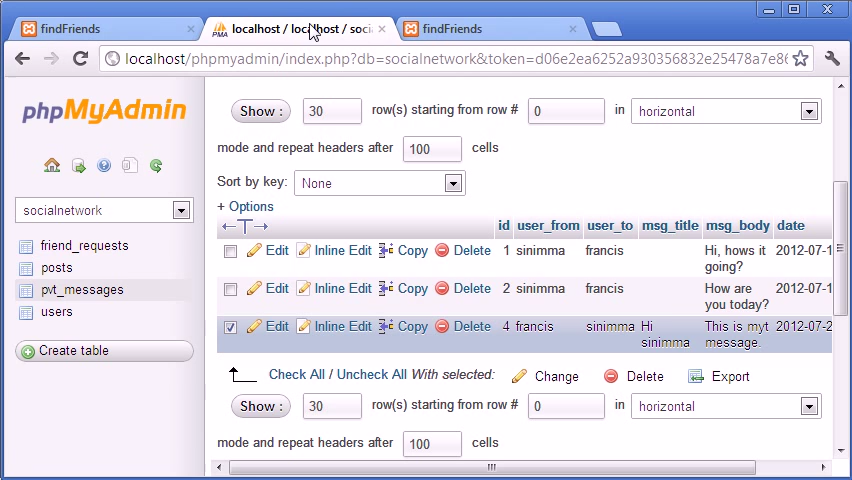 findFriends
localhost / localhost / soci
findFriends
localhost/phpmyadmin/index.php?db=socialnetwork&token=d06e2ea6252a930356832e25478a7e8
phpMyAdmin
socialnetwork
friend_requests
posts
pvt_messages
users
Create table
Show : 30 row(s) starting from row # 0 in horizontal
mode and repeat headers after 100 cells
Sort by key: None
+ Options
←T→ id user_from user_to msg_title msg_body date
Edit Inline Edit Copy Delete 1 sinimma francis Hi, hows it 2012-07-1
going?
Edit Inline Edit Copy Delete 2 sinimma francis How are 2012-07-1
you today?
Edit Inline Edit Copy Delete 4 francis sinimma Hi This is myt 2012-07-2
sinimma message.
Check All / Uncheck All With selected: Change Delete Export
Show : 30 row(s) starting from row # 0 in horizontal
mode and repeat headers after 100 cells